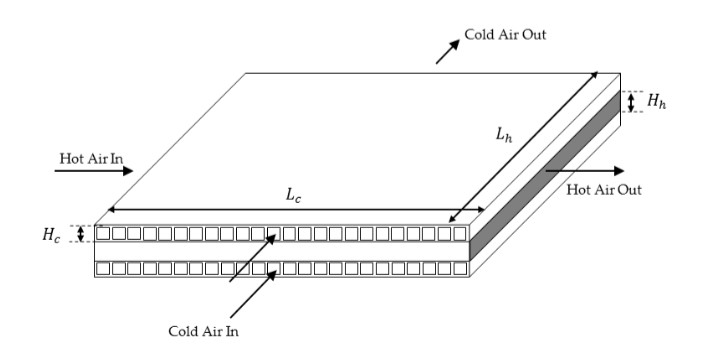 Cold Air Out
H_h
L_h
Hot Air In
Hot Air Out
L_c
H_c
Cold Air In